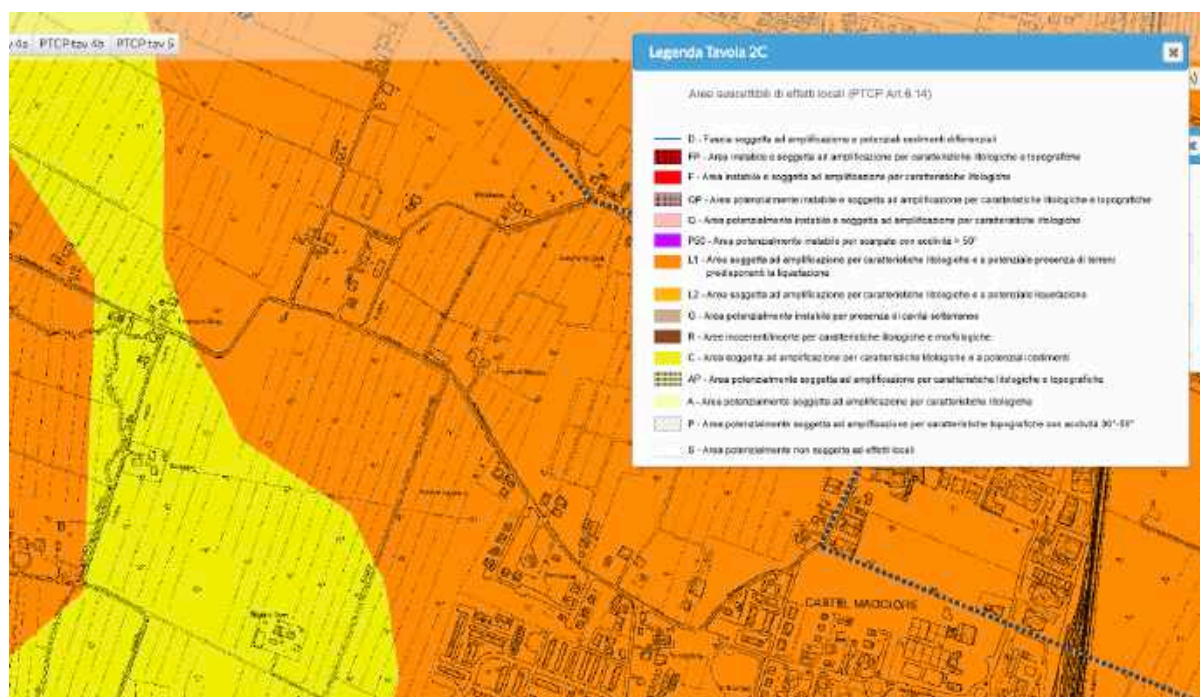 PTCP tav 4b PTCP tav 5
Legenda Tavola 2C
Aree suscettibili di effetti locali (PTCP Art.6.14)
D - Fascia soggetta ad amplificazione e potenziali cedimenti differenziali
FP - Area instabile e soggetta ad amplificazione per caratteristiche litologiche e topografiche
F - Area instabile e soggetta ad amplificazione per caratteristiche litologiche
QP - Area potenzialmente instabile e soggetta ad amplificazione per caratteristiche litologiche e topografiche
Q - Area potenzialmente instabile e soggetta ad amplificazione per caratteristiche litologiche
P50 - Area potenzialmente instabile per scarpate con acclività > 50°
L1 - Area soggetta ad amplificazione per caratteristiche litologiche e a potenziale presenza di terreni
predisponenti la liquefazione
L2 - Area soggetta ad amplificazione per caratteristiche litologiche e a potenziale liquefazione
G - Area potenzialmente instabile per presenza di cavità sotterranee
R - Aree incoerenti/incerte per caratteristiche litologiche e morfologiche
C - Area soggetta ad amplificazione per caratteristiche litologiche e a potenziali cedimenti
AP - Area potenzialmente soggetta ad amplificazione per caratteristiche litologiche e topografiche
A - Area potenzialmente soggetta ad amplificazione per caratteristiche litologiche
P - Area potenzialmente soggetta ad amplificazione per caratteristiche topografiche con acclività 30°-50°
S - Area potenzialmente non soggetta ad effetti locali
CASTEL MAGGIORE